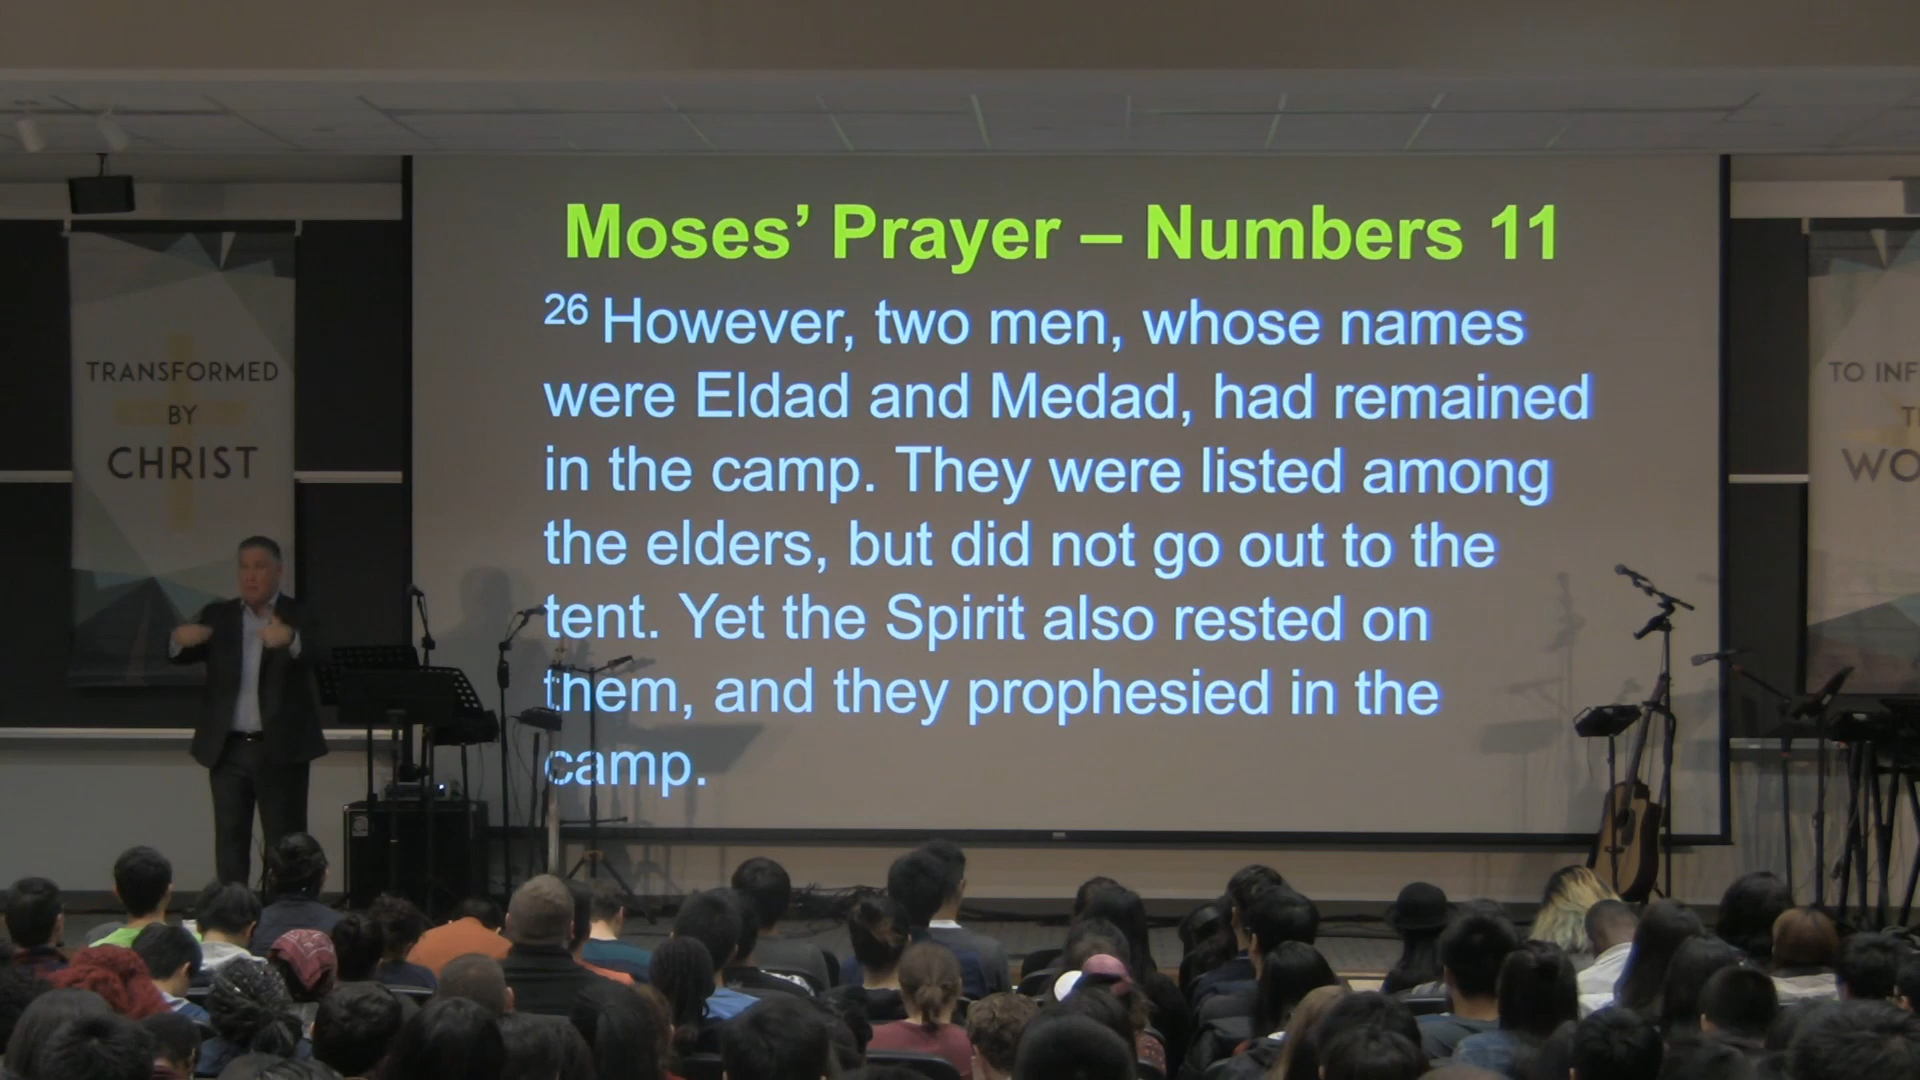 Moses’ Prayer – Numbers 11
26 However, two men, whose names
were Eldad and Medad, had remained
in the camp. They were listed among
the elders, but did not go out to the
tent. Yet the Spirit also rested on
them, and they prophesied in the
camp.
TRANSFORMED
BY
CHRIST
TO